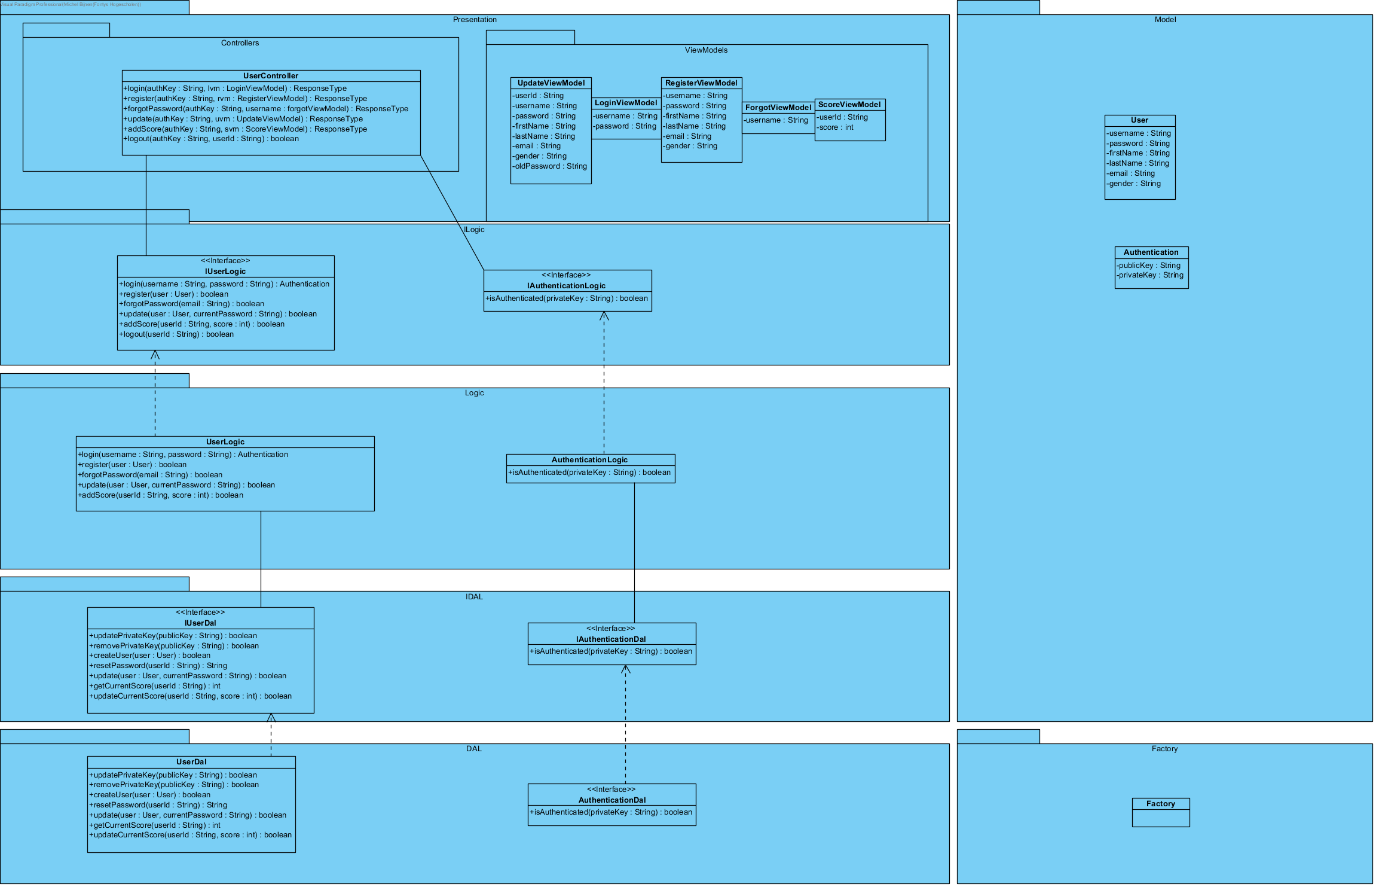 Presentation
Controllers
UserController
+login(authKey : String, lvm : LoginViewModel) : ResponseType
+register(authKey : String, rvm : RegisterViewModel) : ResponseType
+forgotPassword(authKey : String, username : forgotViewModel) : ResponseType
+update(authKey : String, uvm : UpdateViewModel) : ResponseType
+addScore(authKey : String, svm : ScoreViewModel) : ResponseType
+logout(authKey : String, userId : String) : boolean
ViewModels
UpdateViewModel
-userId : String
-username : String
-password : String
-firstName : String
-lastName : String
-email : String
-gender : String
-oldPassword : String
LoginViewModel
-username : String
-password : String
RegisterViewModel
-username : String
-password : String
-firstName : String
-lastName : String
-email : String
-gender : String
ForgotViewModel
-username : String
ScoreViewModel
-userId : String
-score : int
ILogic
<<Interface>>
IUserLogic
+login(username : String, password : String) : Authentication
+register(user : User) : boolean
+forgotPassword(email : String) : boolean
+update(user : User, currentPassword : String) : boolean
+addScore(userId : String, score : int) : boolean
+logout(userId : String) : boolean
<<Interface>>
IAuthenticationLogic
+isAuthenticated(privateKey : String) : boolean
Logic
UserLogic
+login(username : String, password : String) : Authentication
+register(user : User) : boolean
+forgotPassword(email : String) : boolean
+update(user : User, currentPassword : String) : boolean
+addScore(userId : String, score : int) : boolean
AuthenticationLogic
+isAuthenticated(privateKey : String) : boolean
IDAL
<<Interface>>
IUserDal
+updatePrivateKey(publicKey : String) : boolean
+removePrivateKey(publicKey : String) : boolean
+createUser(user : User) : boolean
+resetPassword(userId : String) : String
+update(user : User, currentPassword : String) : boolean
+getCurrentScore(userId : String) : int
+updateCurrentScore(userId : String, score : int) : boolean
<<Interface>>
IAuthenticationDal
+isAuthenticated(privateKey : String) : boolean
DAL
UserDal
+updatePrivateKey(publicKey : String) : boolean
+removePrivateKey(publicKey : String) : boolean
+createUser(user : User) : boolean
+resetPassword(userId : String) : String
+update(user : User, currentPassword : String) : boolean
+getCurrentScore(userId : String) : int
+updateCurrentScore(userId : String, score : int) : boolean
<<Interface>>
AuthenticationDal
+isAuthenticated(privateKey : String) : boolean
Model
User
-username : String
-password : String
-firstName : String
-lastName : String
-email : String
-gender : String
Authentication
-publicKey : String
-privateKey : String
Factory
Factory